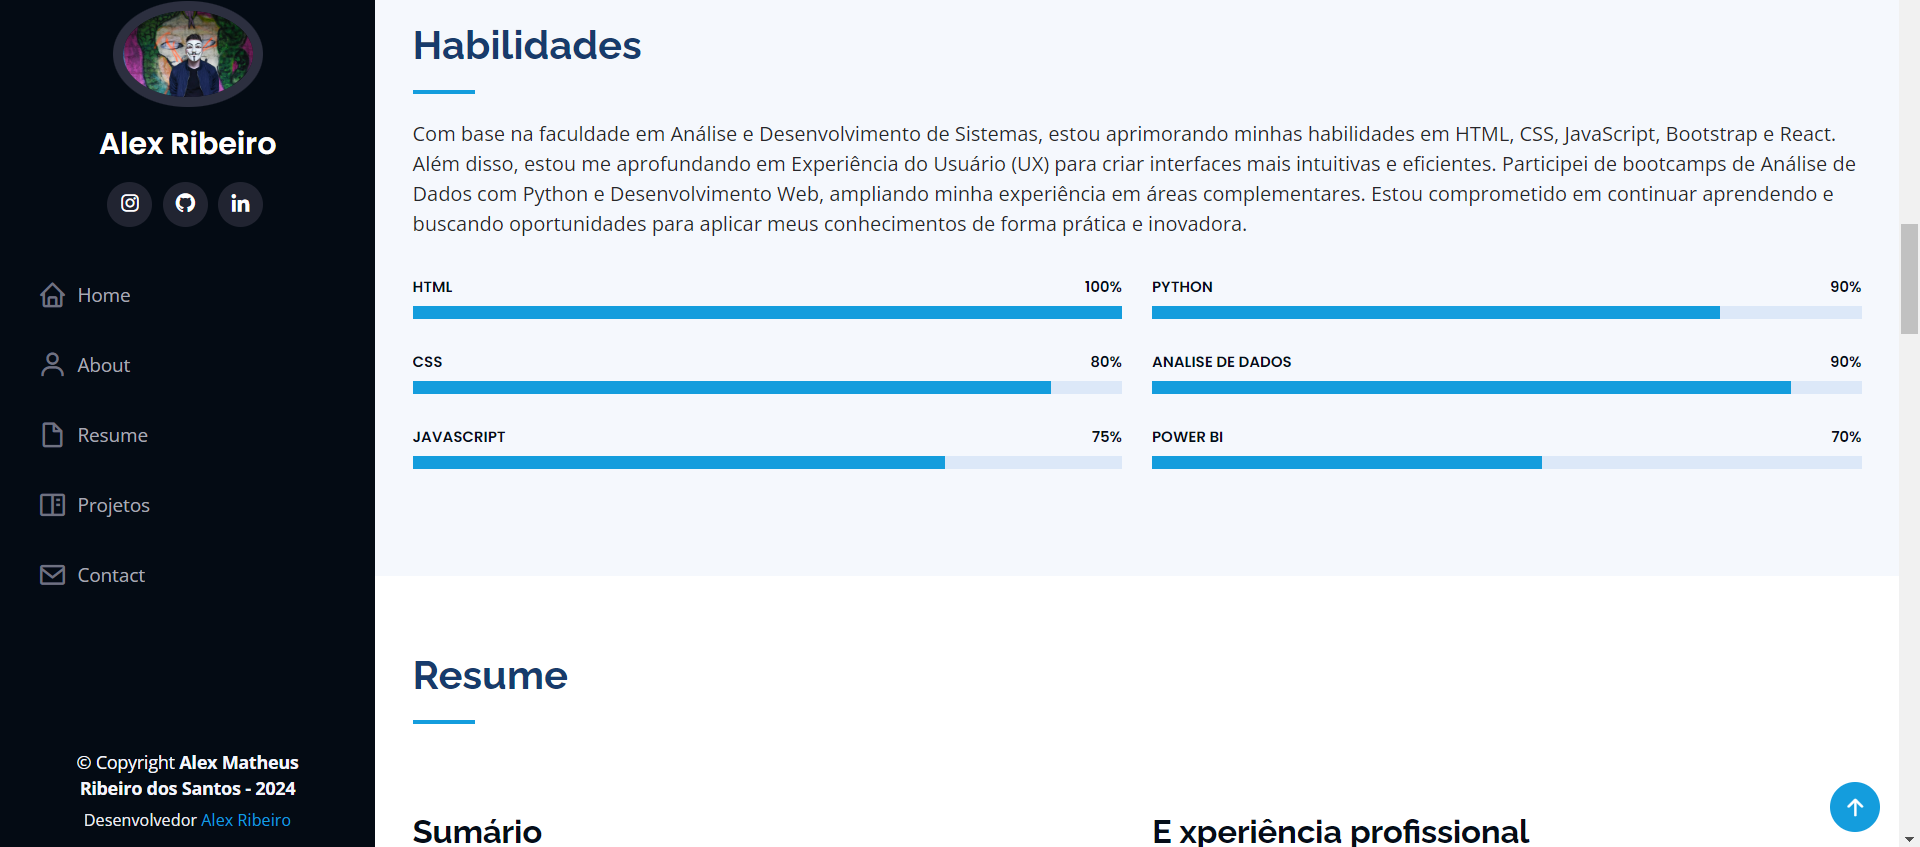 Alex Ribeiro
Home
About
Resume
Projetos
Contact
© Copyright Alex Matheus
Ribeiro dos Santos - 2024
Desenvolvedor Alex Ribeiro
Habilidades
Com base na faculdade em Análise e Desenvolvimento de Sistemas, estou aprimorando minhas habilidades em HTML, CSS, JavaScript, Bootstrap e React.
Além disso, estou me aprofundando em Experiência do Usuário (UX) para criar interfaces mais intuitivas e eficientes. Participei de bootcamps de Análise de
Dados com Python e Desenvolvimento Web, ampliando minha experiência em áreas complementares. Estou comprometido em continuar aprendendo e
buscando oportunidades para aplicar meus conhecimentos de forma prática e inovadora.
HTML 100%
CSS 80%
JAVASCRIPT 75%
PYTHON 90%
ANALISE DE DADOS 90%
POWER BI 70%
Resume
Sumário
E xperiência profissional